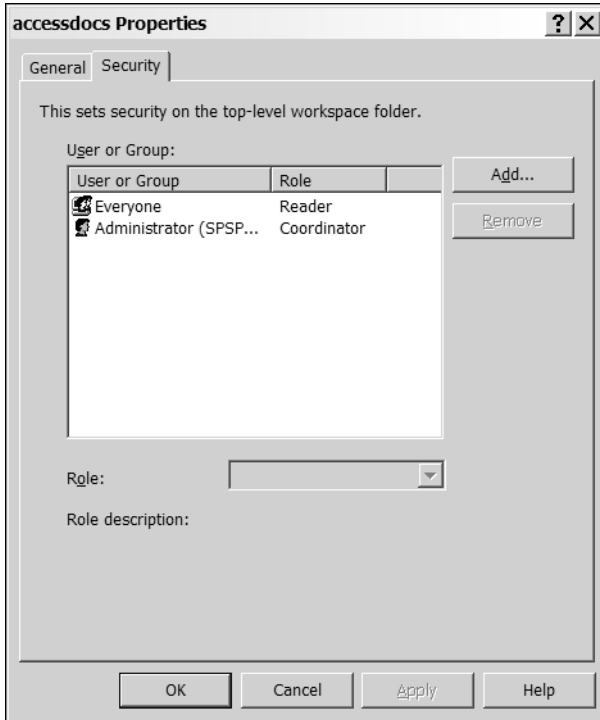 accessdocs Properties
General Security
This sets security on the top-level workspace folder.
User or Group:
User or Group Role
Everyone Reader
Administrator (SPSP... Coordinator
Add...
Remove
Role:
Role description:
OK Cancel Apply Help